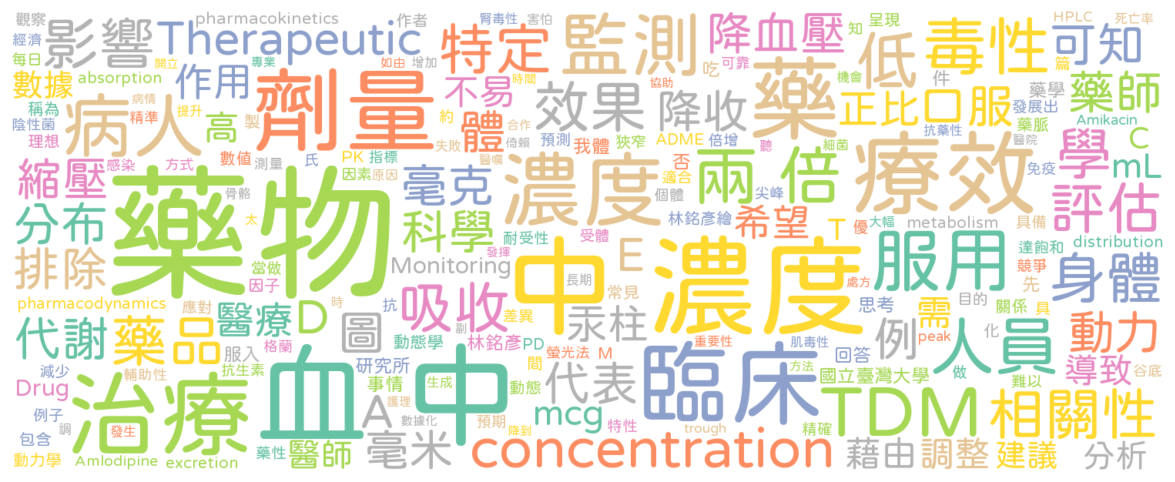 觀察
影響
pharmacokinetics
作者
腎毒性
害怕
經濟
Therapeutic
特定
監測
降血壓
知
呈現
HPLC
死亡率
低
毒性
可知
每日
開立
專業
如由
增加
數據
absorption
作用
劑量
不易
吃
可靠
機會
篇
件
藥
藥學
藥師
稱為
病情
提升
時間
協助
效果
降收
正比
口服
發展出
陰性菌
精準
病人
高
製
約
合作
體
預測
狹窄
ADME
倍增
抗藥性
藥脈
Amikacin
理想
失敗
倚賴
我體
聽
細菌
醫院
數值
測量
氏
PK
指標
醫囑
否
適合
療效
學
C
縮壓
感染
方式
因素
原因
毫克
濃度
兩
倍
免疫
mL
骨骼
個體
尖峰
評估
分布
藥物
太
科學
耐受性
受體
林銘彥繪
希望
T
優
大幅
metabolism
具備
發揮
中
E
濃度
服用
達飽和
distribution
排除
當做
因子
Monitoring
長期
常見
處方
競爭
先
身體
pharmacodynamics
應對
時
抗
吸收
差異
汞柱
思考
目的
關係
具
代謝
藥品
醫療
D
圖
副
林銘彥
例
需
化
動力
格蘭
動態學
PD
螢光法
M
重要性
肌毒性
peak
人員
谷底
減少
服入
研究所
間
回答
方法
做
導致
Drug
輔助性
抗生素
血
中
事情
生成
動態
代表
臨床
國立臺灣大學
難以
例子
治療
護理
A
mcg
特性
TDM
相關性
調
發生
數據化
預期
包含
降到
trough
精確
動力學
Amlodipine
excretion
藥性
醫師
毫米
concentration
藉由
調整
建議
分析